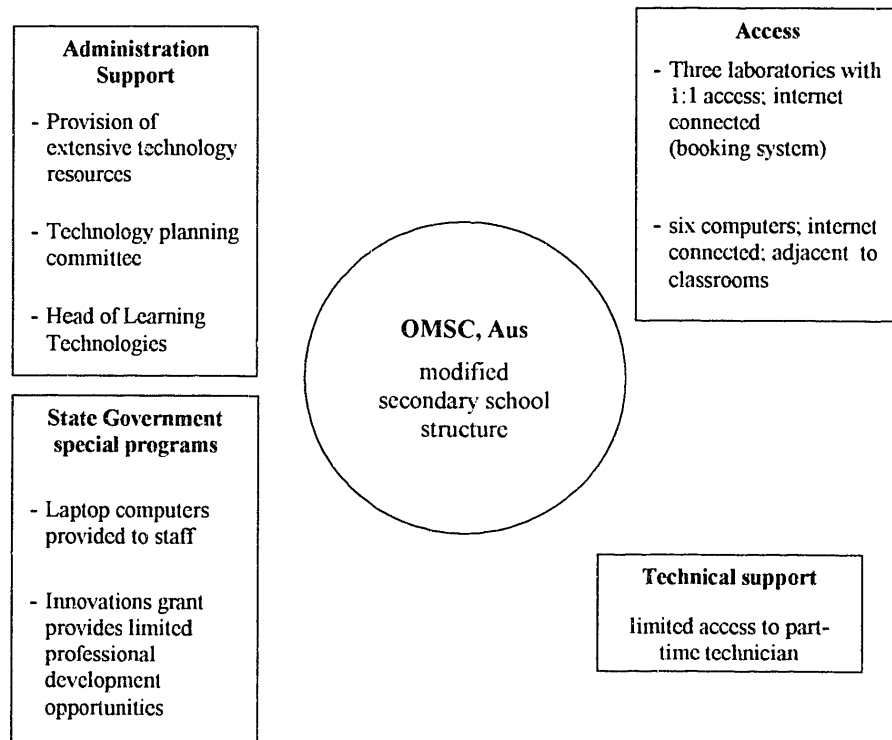 Administration
Support
- Provision of
extensive technology
resources
- Technology planning
committee
- Head of Learning
Technologies
State Government
special programs
- Laptop computers
provided to staff
- Innovations grant
provides limited
professional
development
opportunities
OMSC, Aus
modified
secondary school
structure
Access
- Three laboratories with
1:1 access; internet
connected
(booking system)
- six computers; internet
connected; adjacent to
classrooms
Technical support
limited access to part-
time technician